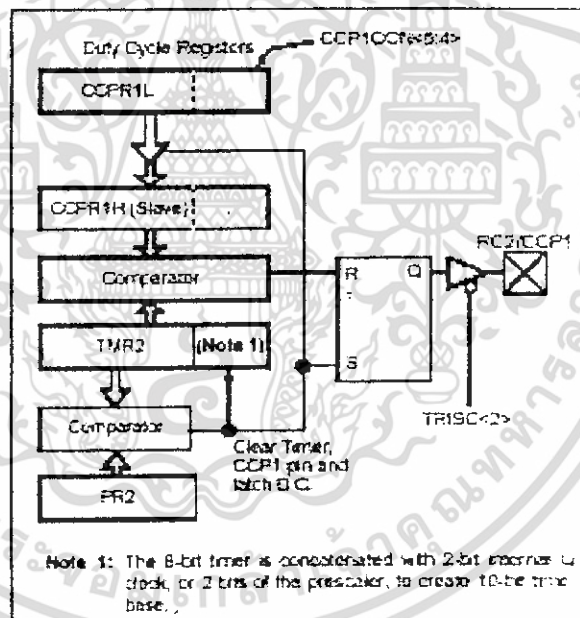 Duty Cycle Registers
CCP1CON<5:4>
CCPR1L
CCPR1H (Slave)
Comparator
TMR2
(Note 1)
Comparator
PR2
R
Q
S
RC2/CCP1
TRISC<2>
Clear Timer,
CCP1 pin and
latch D.C.
Note 1: The 8-bit timer is concatenated with 2-bit internal Q
clock, or 2 bits of the prescaler, to create 10-bit time
base.